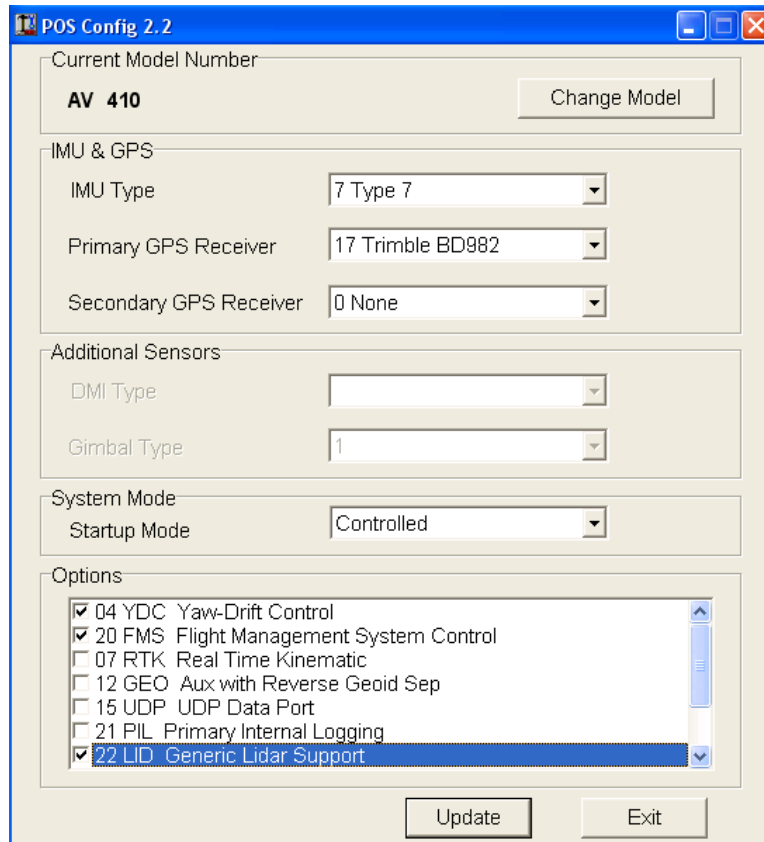 POS Config 2.2
Current Model Number
AV 410
Change Model
IMU & GPS
IMU Type
7 Type 7
Primary GPS Receiver
17 Trimble BD982
Secondary GPS Receiver
0 None
Additional Sensors
DMI Type
Gimbal Type
1
System Mode
Startup Mode
Controlled
Options
04 YDC Yaw-Drift Control
20 FMS Flight Management System Control
07 RTK Real Time Kinematic
12 GEO Aux with Reverse Geoid Sep
15 UDP UDP Data Port
21 PIL Primary Internal Logging
22 LID Generic Lidar Support
Update
Exit